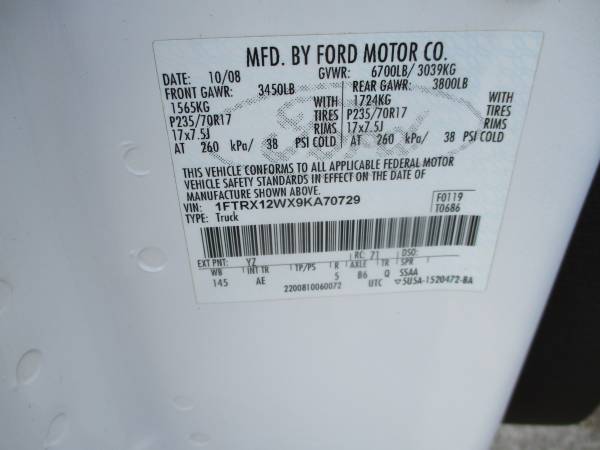 MFD. BY FORD MOTOR CO.
DATE: 10/08 GVWR: 6700LB/ 3039KG
FRONT GAWR: 3450LB REAR GAWR: 3800LB
1565KG WITH 1724KG WITH
P235/70R17 TIRES P235/70R17 TIRES
17x7.5J RIMS 17x7.5J RIMS
AT 260 kPa/ 38 PSI COLD AT 260 kPa/ 38 PSI COLD
THIS VEHICLE CONFORMS TO ALL APPLICABLE FEDERAL MOTOR
VEHICLE SAFETY STANDARDS IN EFFECT ON THE DATE OF
MANUFACTURE SHOWN ABOVE.
VIN: 1FTRX12WX9KA70729 F0119
TYPE: Truck T0686
EXT PNT: YZ RC: 71 DSO:
WB INT TR TP/PS R AXLE TR SPR
145 AE 5 B6 Q SSAA
2200810060072 UTC ▽5U5A-1520472-BA
Ford